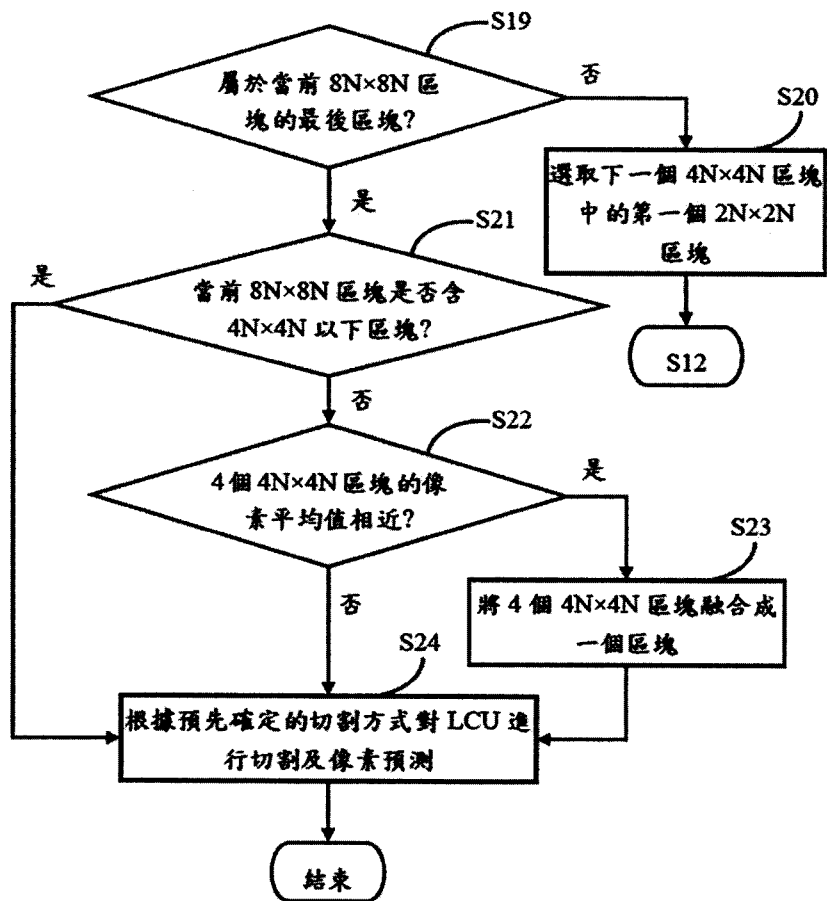 S19
屬於當前 8N×8N 區
塊的最後區塊?
否
S20
選取下一個 4N×4N 區塊
中的第一個 2N×2N
區塊
S12
是
S21
當前 8N×8N 區塊是否含
4N×4N 以下區塊?
是
否
S22
4 個 4N×4N 區塊的像
素平均值相近?
是
S23
將 4 個 4N×4N 區塊融合成
一個區塊
否
S24
根據預先確定的切割方式對 LCU 進
行切割及像素預測
結束